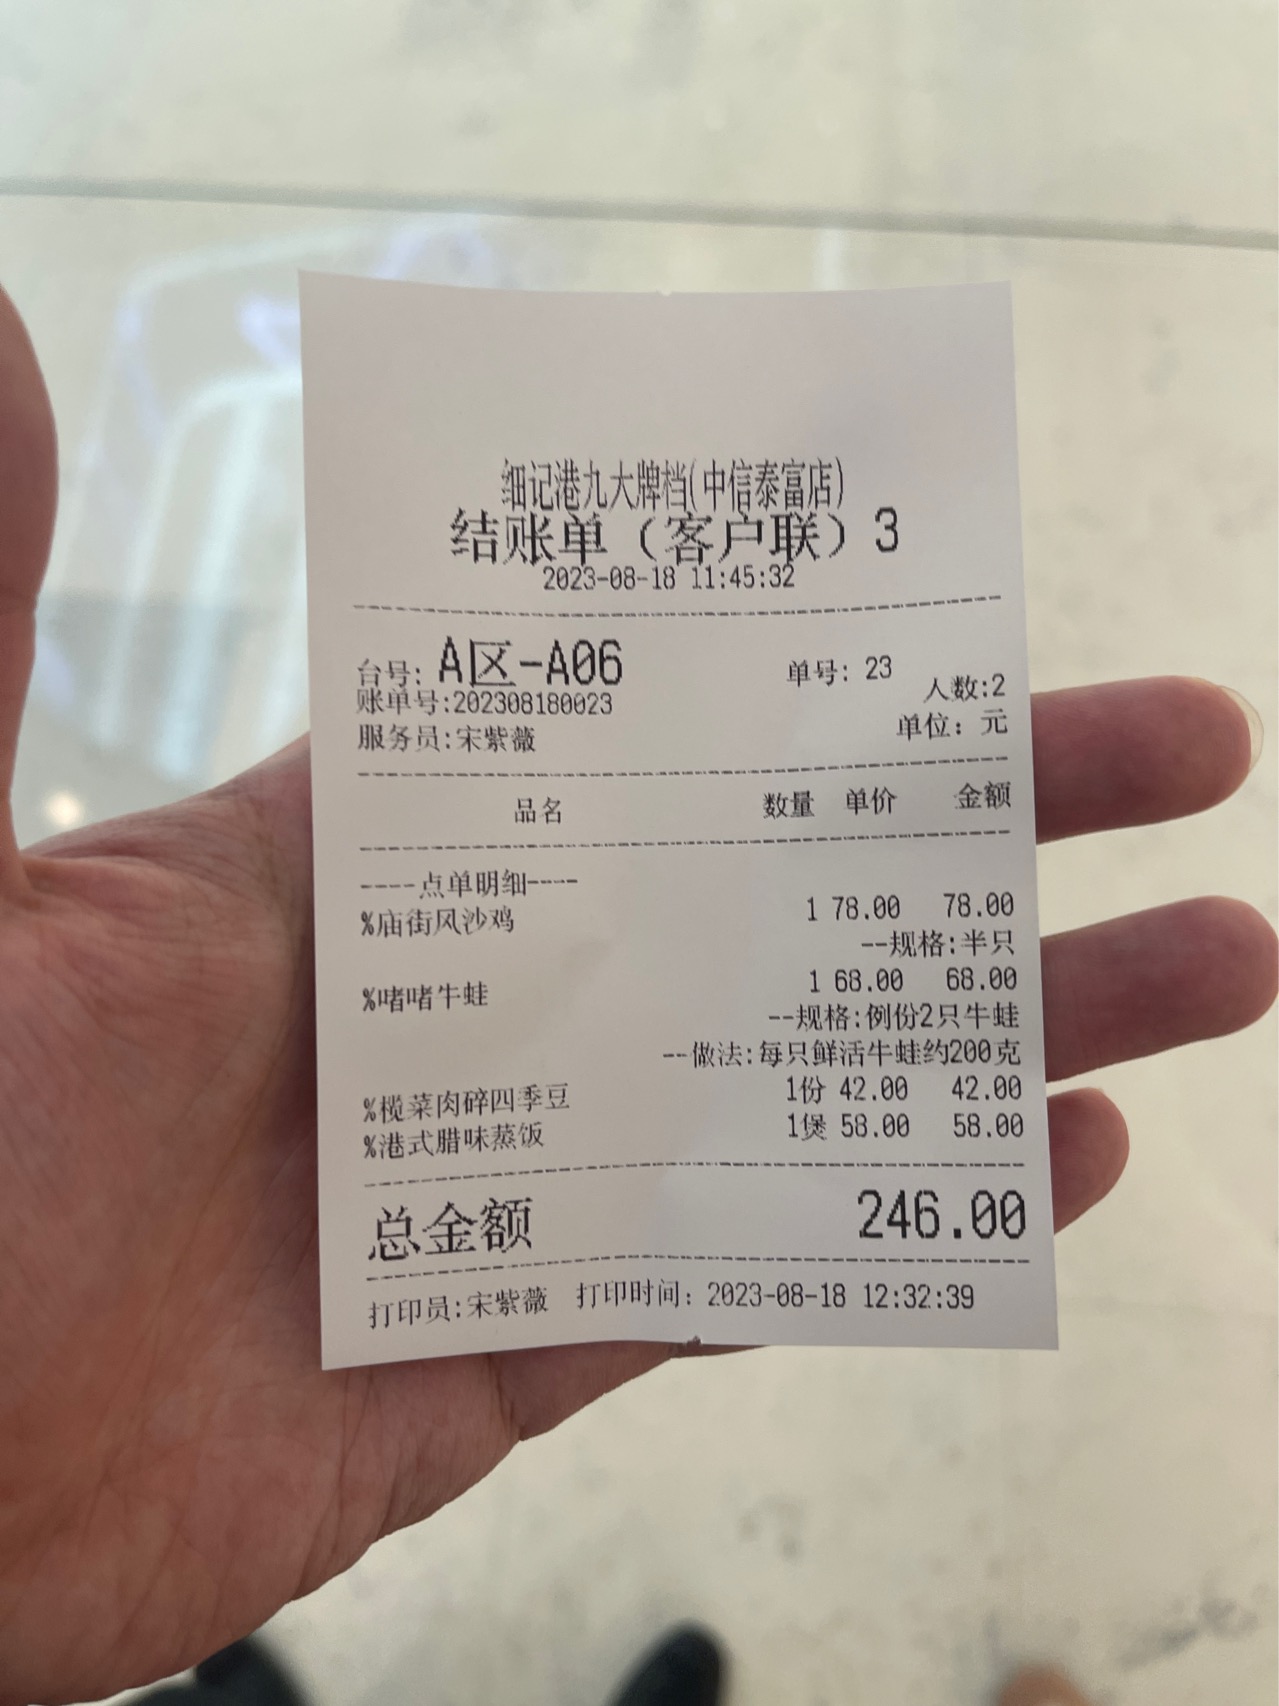 细记港九大牌档(中信泰富店)
结账单（客户联）3
2023-08-18 11:45:32
台号: A区-A06 单号: 23
账单号:202308180023 人数:2
服务员:宋紫薇 单位: 元
品名 数量 单价 金额
----点单明细----
%庙街风沙鸡 1 78.00 78.00
--规格:半只
%啫啫牛蛙 1 68.00 68.00
--规格:例份2只牛蛙
--做法:每只鲜活牛蛙约200克
%榄菜肉碎四季豆 1份 42.00 42.00
%港式腊味蒸饭 1煲 58.00 58.00
总金额 246.00
打印员:宋紫薇 打印时间: 2023-08-18 12:32:39